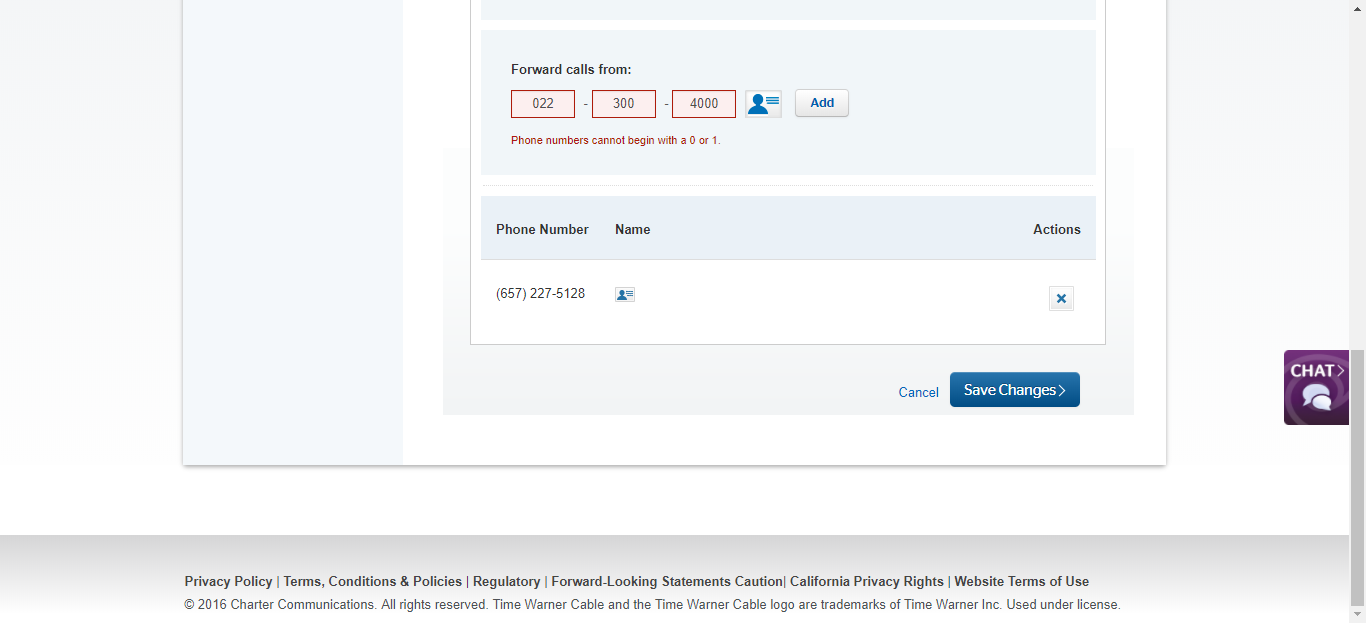 Forward calls from:
022 - 300 - 4000 Add
Phone numbers cannot begin with a 0 or 1.
Phone Number Name Actions
(657) 227-5128
CHAT
Cancel Save Changes
Privacy Policy | Terms, Conditions & Policies | Regulatory | Forward-Looking Statements Caution| California Privacy Rights | Website Terms of Use
© 2016 Charter Communications. All rights reserved. Time Warner Cable and the Time Warner Cable logo are trademarks of Time Warner Inc. Used under license.